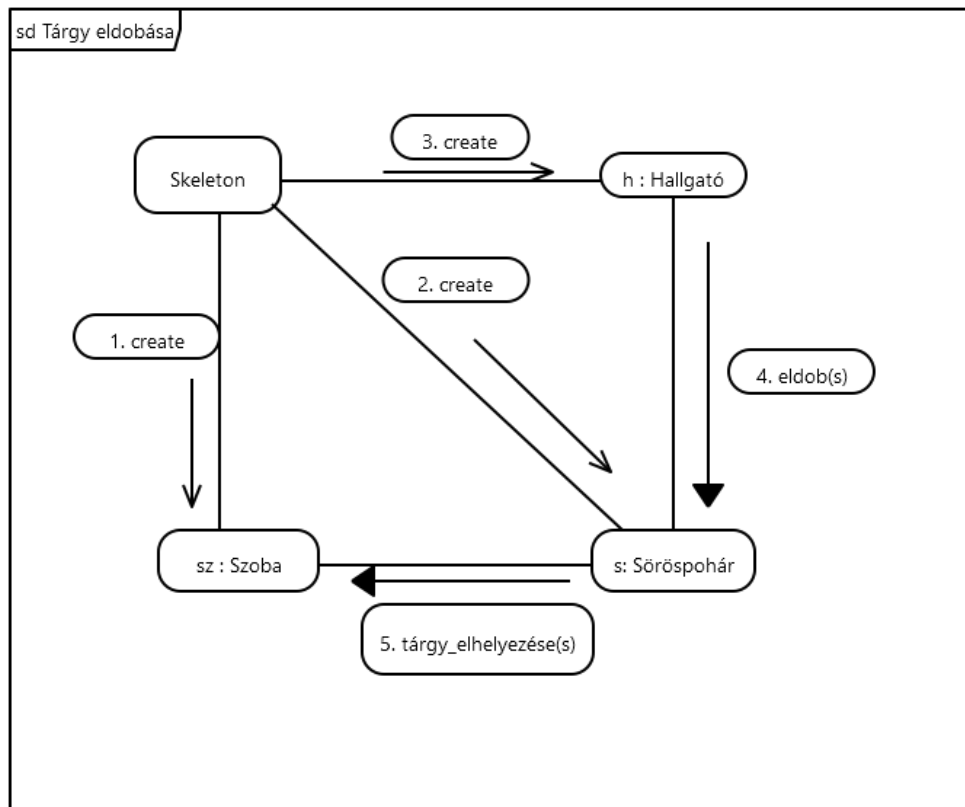 sd Tárgy eldobása
3. create
Skeleton
h : Hallgató
2. create
1. create
4. eldob(s)
sz : Szoba
s: Söröspohár
5. tárgy_elhelyezése(s)